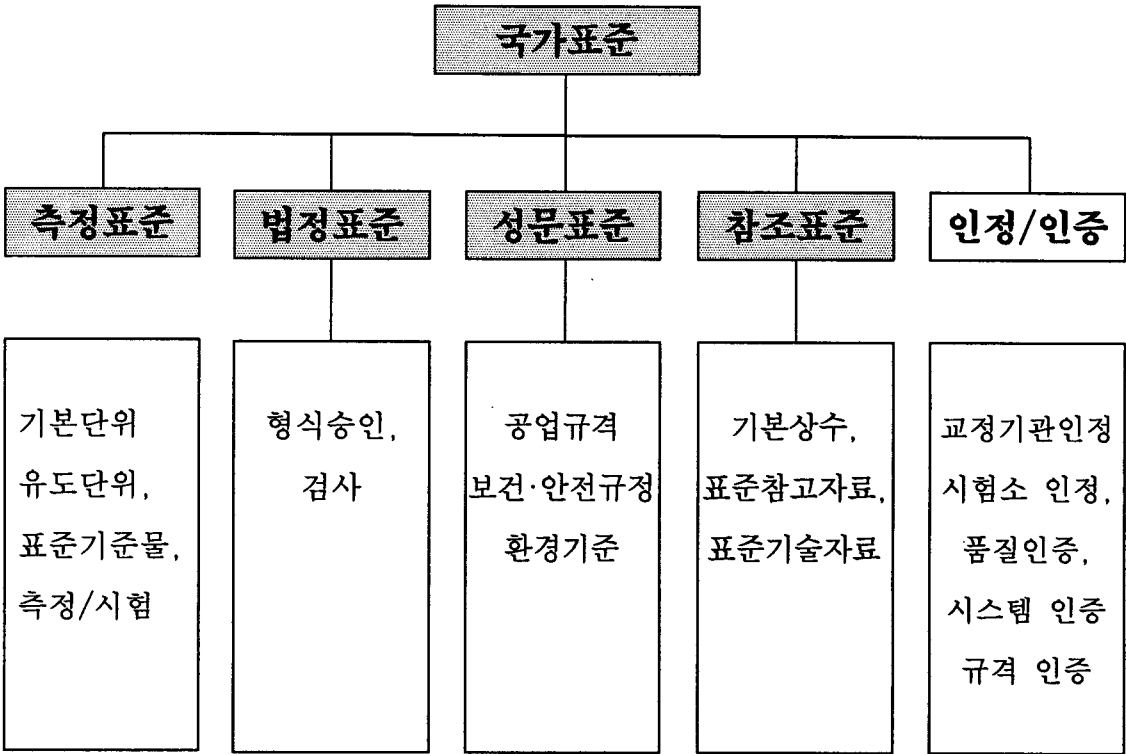 국가표준
측정표준
법정표준
성문표준
참조표준
인정/인증
기본단위
유도단위,
표준기준물,
측정/시험
형식승인,
검사
공업규격
보건·안전규정
환경기준
기본상수,
표준참고자료,
표준기술자료
교정기관인정
시험소 인정,
품질인증,
시스템 인증
규격 인증